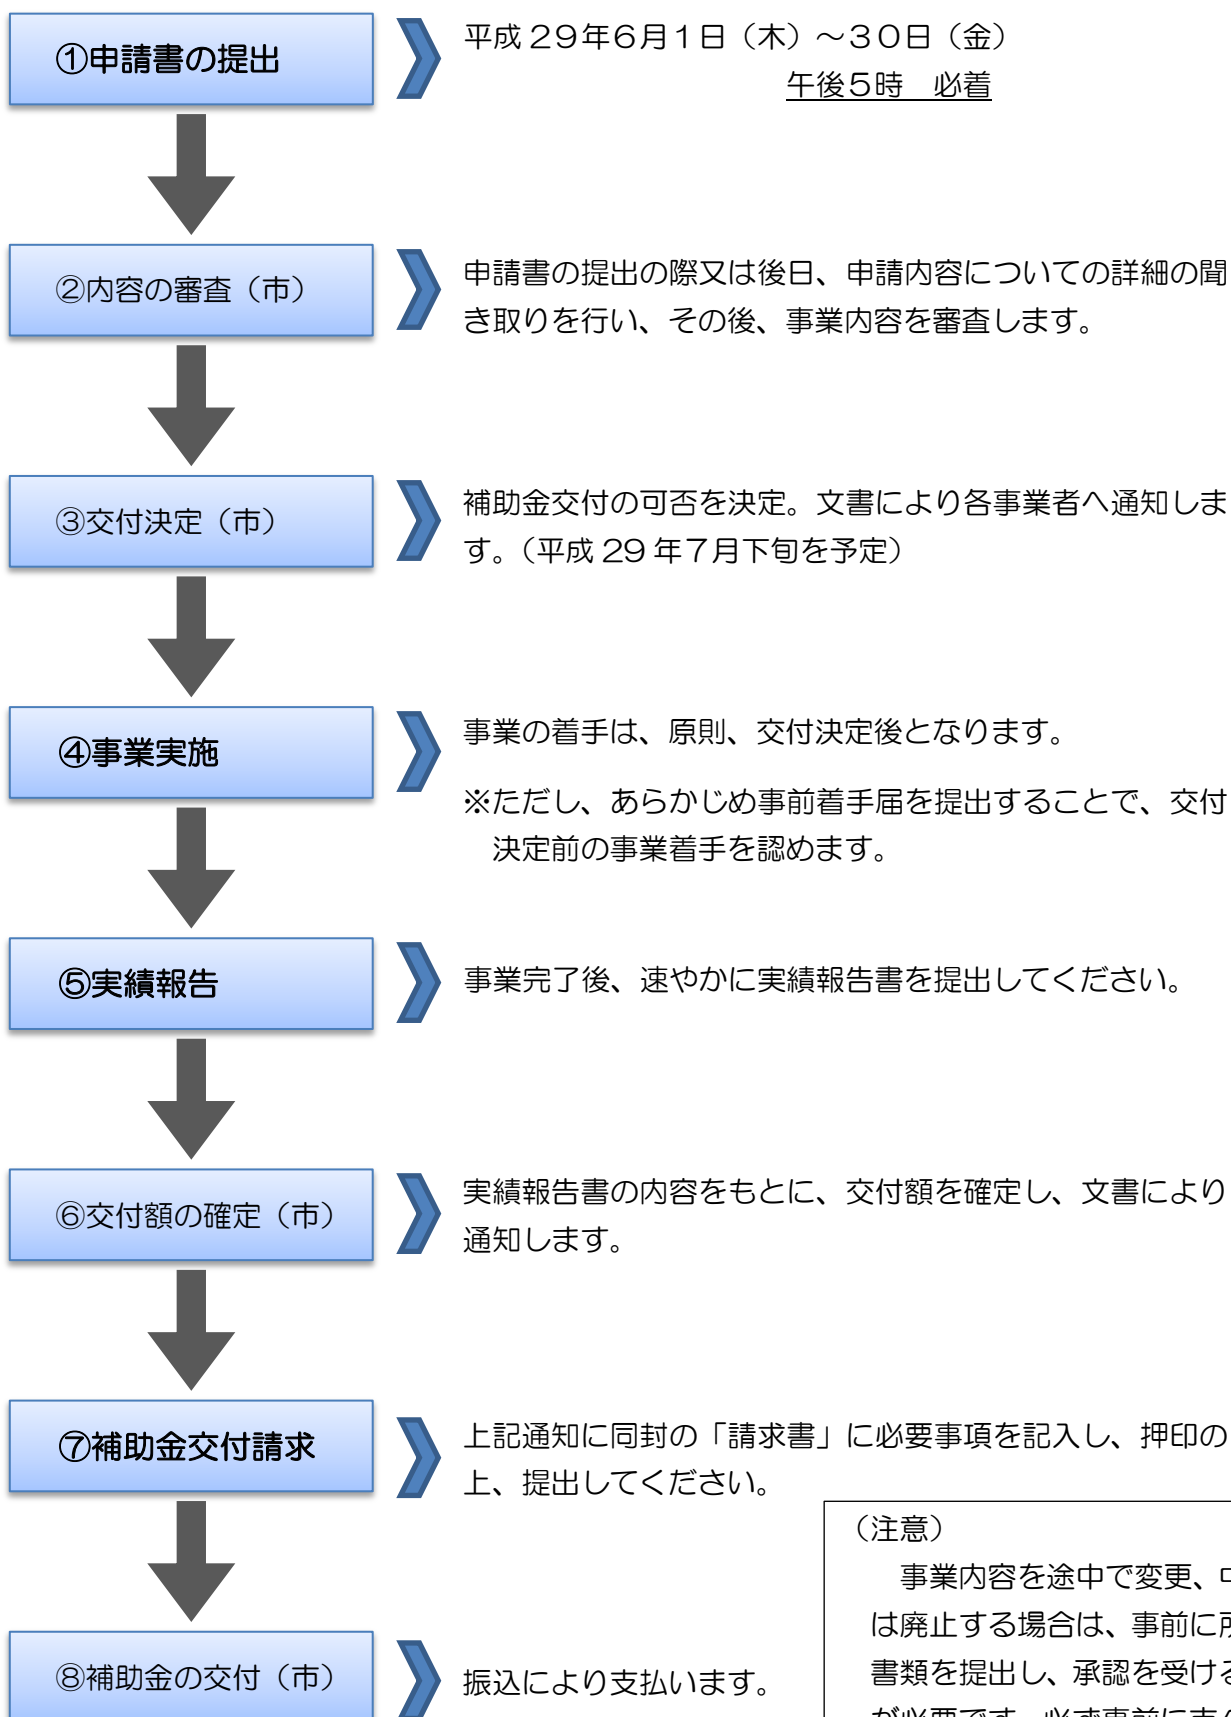 ①申請書の提出
平成29年６月１日（木）～３０日（金）
午後５時　必着
②内容の審査（市）
申請書の提出の際又は後日、申請内容についての詳細の聞
き取りを行い、その後、事業内容を審査します。
③交付決定（市）
補助金交付の可否を決定。文書により各事業者へ通知しま
す。（平成29年７月下旬を予定）
④事業実施
事業の着手は、原則、交付決定後となります。
※ただし、あらかじめ事前着手届を提出することで、交付
決定前の事業着手を認めます。
⑤実績報告
事業完了後、速やかに実績報告書を提出してください。
⑥交付額の確定（市）
実績報告書の内容をもとに、交付額を確定し、文書により
通知します。
⑦補助金交付請求
上記通知に同封の「請求書」に必要事項を記入し、押印の
上、提出してください。
⑧補助金の交付（市）
振込により支払います。
（注意）
事業内容を途中で変更、
は廃止する場合は、事前に
書類を提出し、承認を受ける
が必要です。必ず事前に